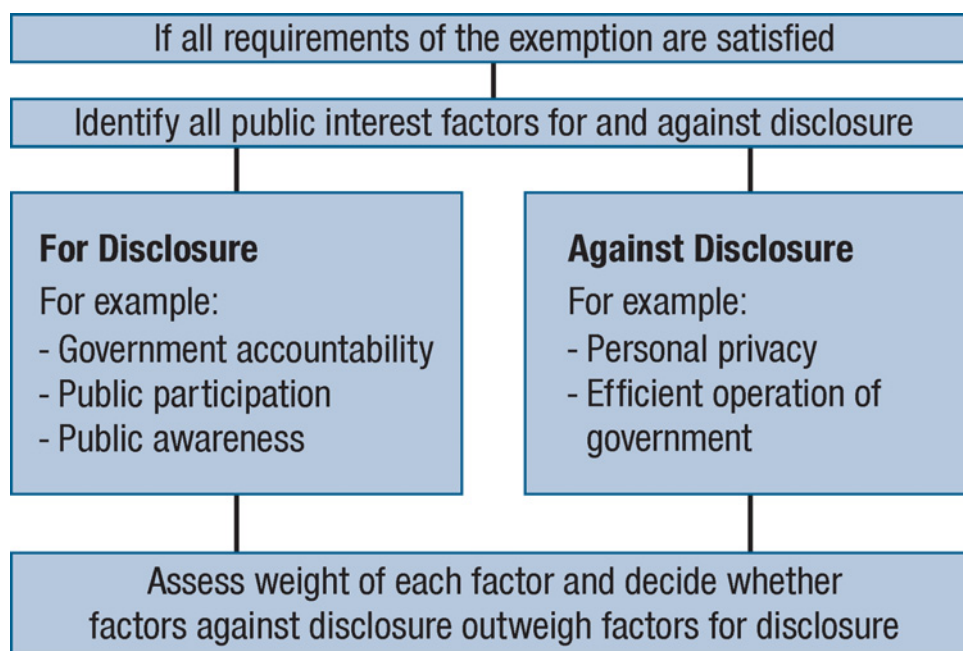 If all requirements of the exemption are satisfied
Identify all public interest factors for and against disclosure
For Disclosure
For example:
- Government accountability
- Public participation
- Public awareness
Against Disclosure
For example:
- Personal privacy
- Efficient operation of
government
Assess weight of each factor and decide whether
factors against disclosure outweigh factors for disclosure